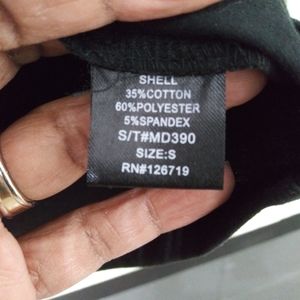 SHELL
35%COTTON
60%POLYESTER
5%SPANDEX
S/T#MD390
SIZE:S
RN#126719